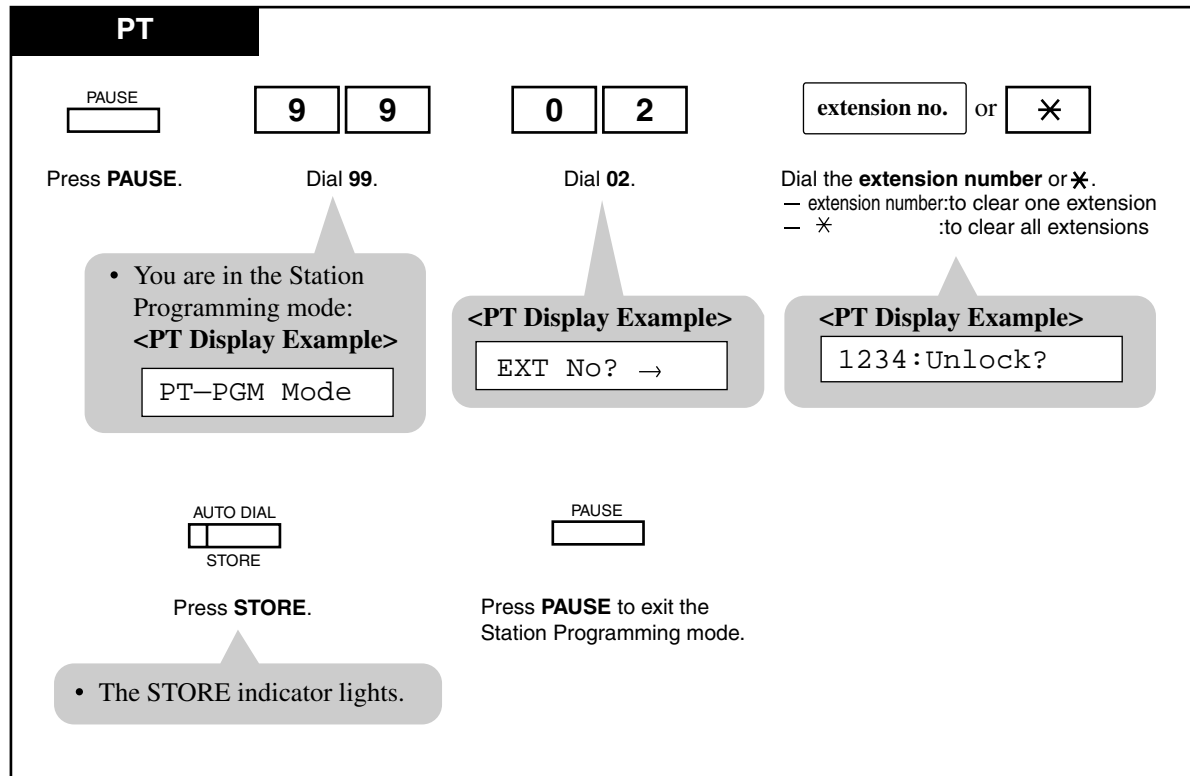 PT
PAUSE
9 9
0 2
extension no. or ✳
Press PAUSE.
Dial 99.
Dial 02.
Dial the extension number or ✳.
— extension number:to clear one extension
— ✳ :to clear all extensions
• You are in the Station
Programming mode:
<PT Display Example>
PT—PGM Mode
<PT Display Example>
EXT No? →
<PT Display Example>
1234:Unlock?
AUTO DIAL
STORE
Press STORE.
• The STORE indicator lights.
PAUSE
Press PAUSE to exit the
Station Programming mode.